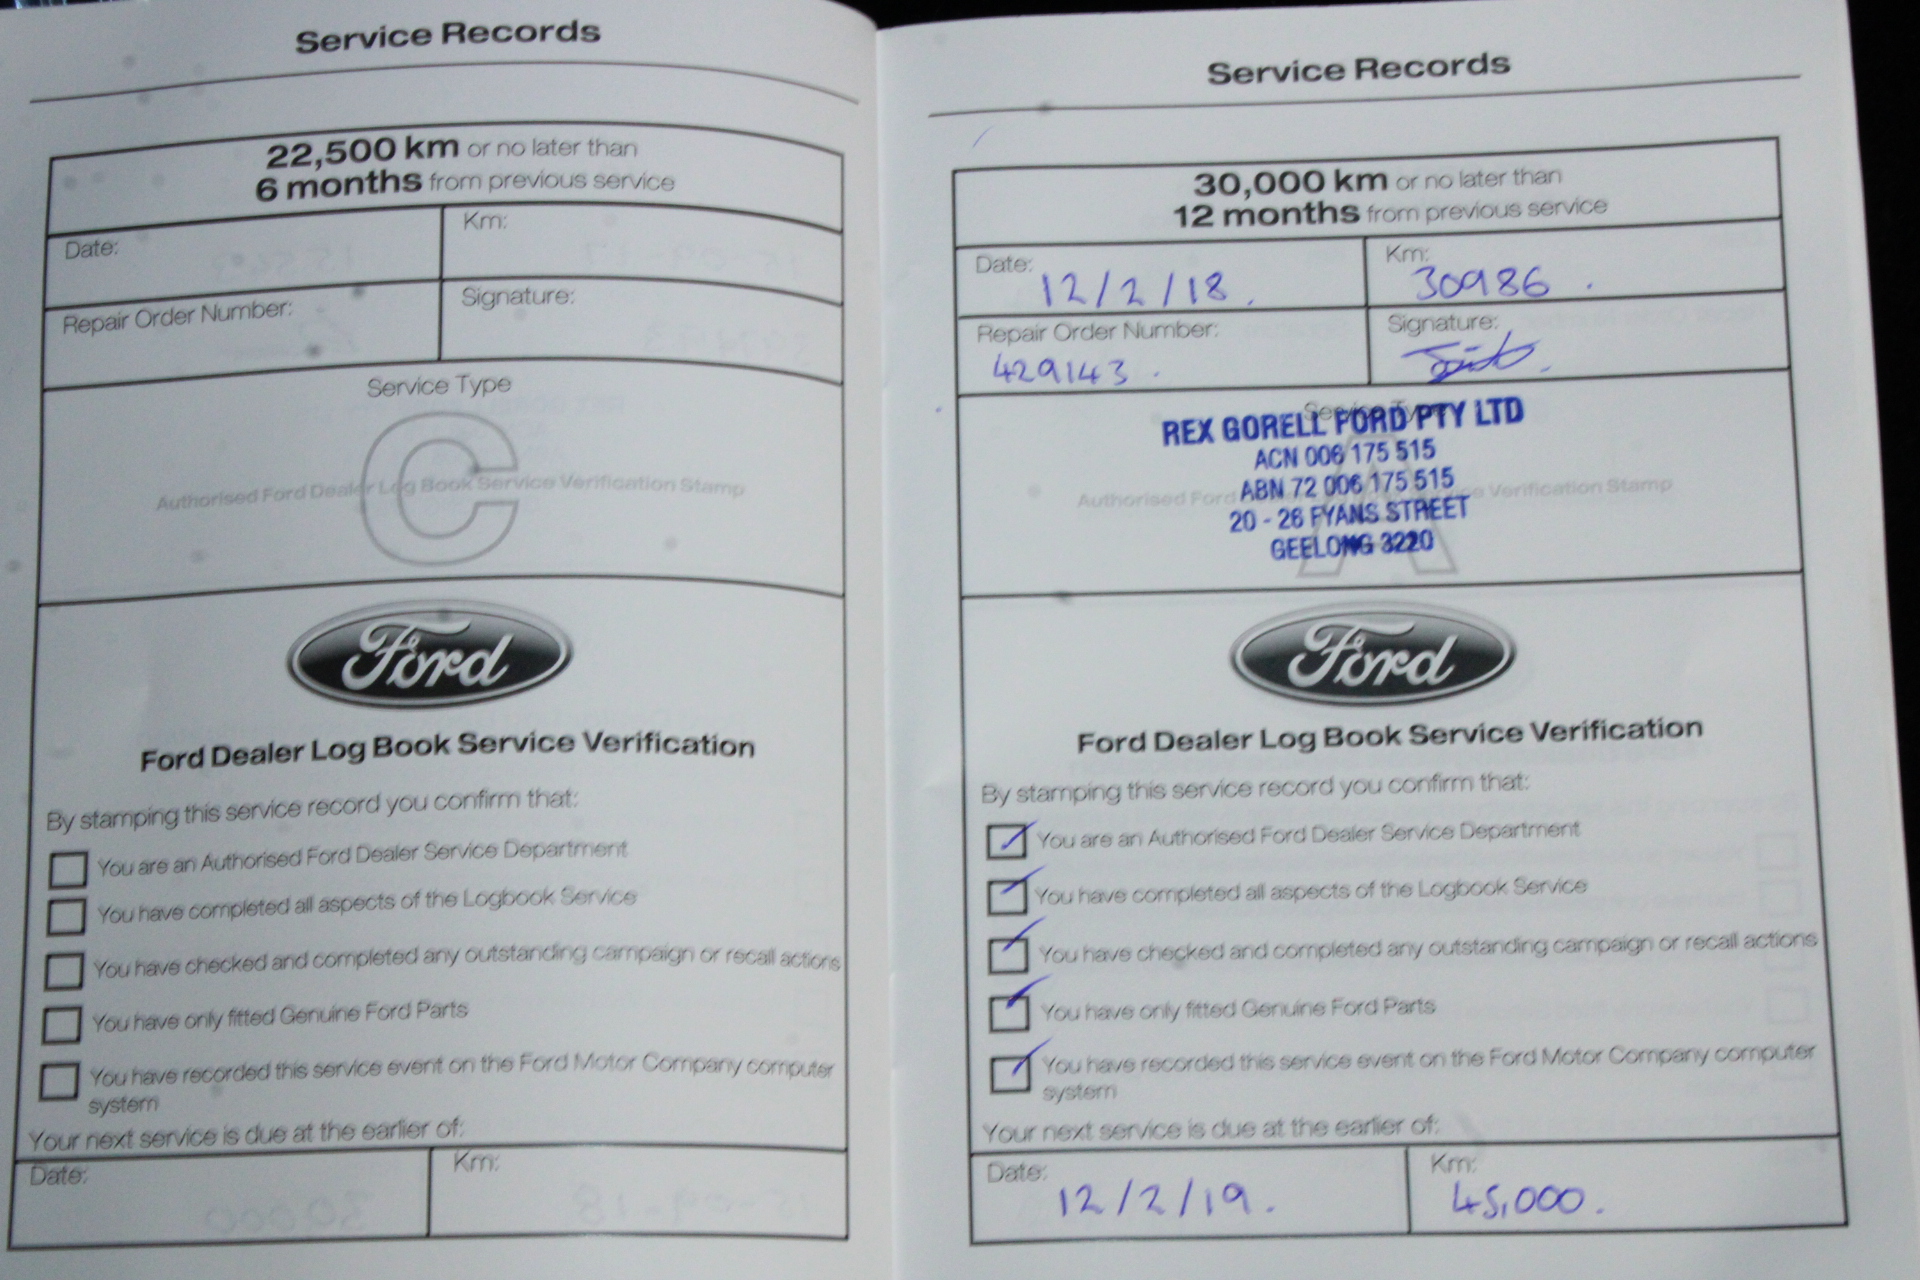 Service Records
22,500 km or no later than
6 months from previous service
Date:
Km:
Repair Order Number:
Signature:
Service Type
C
Authorised Ford Dealer Log Book Service Verification Stamp
Ford
Ford Dealer Log Book Service Verification
By stamping this service record you confirm that:
You are an Authorised Ford Dealer Service Department
You have completed all aspects of the Logbook Service
You have checked and completed any outstanding campaign or recall actions
You have only fitted Genuine Ford Parts
You have recorded this service event on the Ford Motor Company computer
system
Your next service is due at the earlier of:
Date:
Km:
Service Records
30,000 km or no later than
12 months from previous service
Date: 12/2/18.
Km: 30986.
Repair Order Number:
429143.
Signature:
Service Type
REX GORELL FORD PTY LTD
ACN 006 175 515
ABN 72 006 175 515
20 - 26 FYANS STREET
GEELONG 3220
A
Authorised Ford Service Verification Stamp
Ford
Ford Dealer Log Book Service Verification
By stamping this service record you confirm that:
You are an Authorised Ford Dealer Service Department
You have completed all aspects of the Logbook Service
You have checked and completed any outstanding campaign or recall actions
You have only fitted Genuine Ford Parts
You have recorded this service event on the Ford Motor Company computer
system
Your next service is due at the earlier of:
Date: 12/2/19.
Km: 45,000.